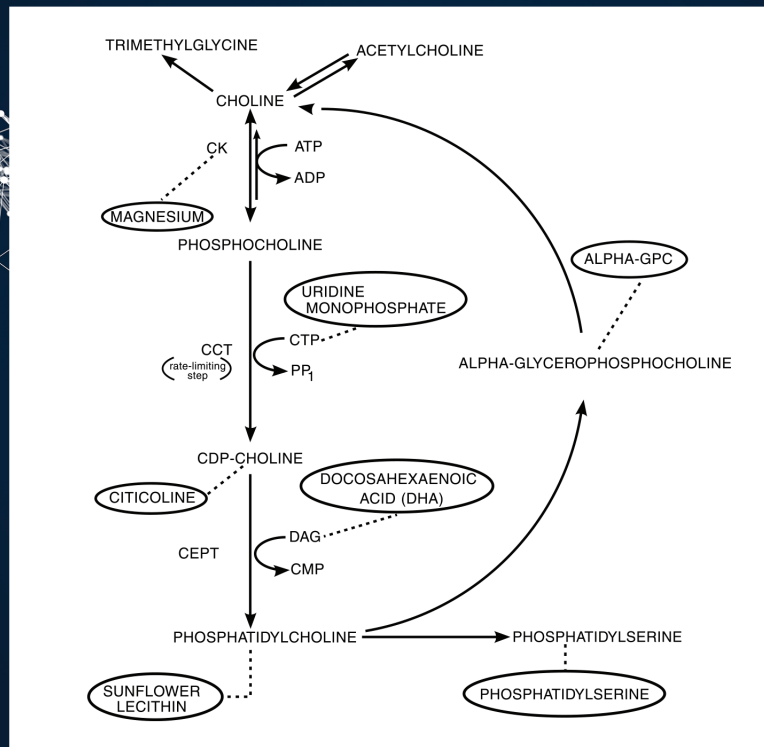 TRIMETHYLGLYCINE
ACETYLCHOLINE
CHOLINE
CK
ATP
ADP
MAGNESIUM
PHOSPHOCHOLINE
ALPHA-GPC
URIDINE
MONOPHOSPHATE
CTP
CCT
(rate-limiting
step)
PP1
ALPHA-GLYCEROPHOSPHOCHOLINE
CDP-CHOLINE
CITICOLINE
DOCOSAHEXAENOIC
ACID (DHA)
DAG
CEPT
CMP
PHOSPHATIDYLCHOLINE
PHOSPHATIDYLSERINE
SUNFLOWER
LECITHIN
PHOSPHATIDYLSERINE